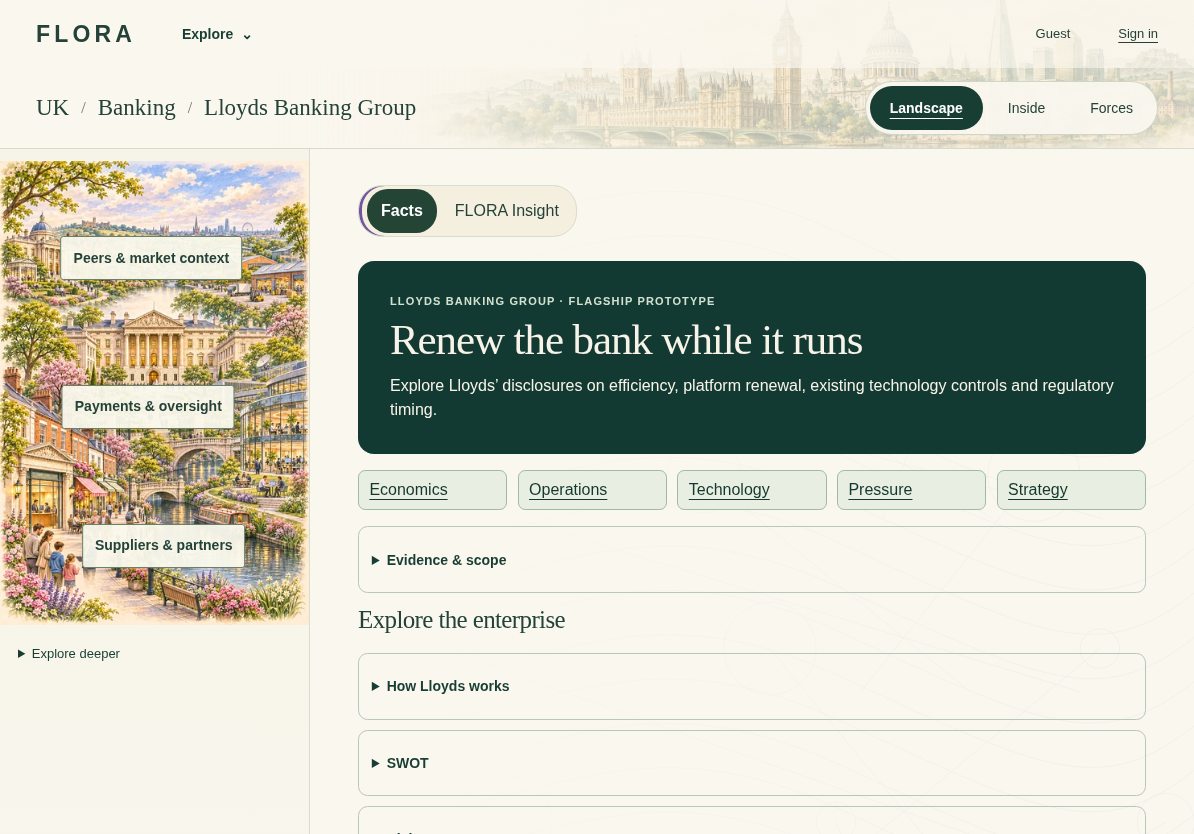 FLORA
Explore
Guest
Sign in
UK / Banking / Lloyds Banking Group
Landscape
Inside
Forces
Peers & market context
Payments & oversight
Suppliers & partners
Explore deeper
Facts
FLORA Insight
LLOYDS BANKING GROUP · FLAGSHIP PROTOTYPE
Renew the bank while it runs
Explore Lloyds’ disclosures on efficiency, platform renewal, existing technology controls and regulatory
timing.
Economics
Operations
Technology
Pressure
Strategy
Evidence & scope
Explore the enterprise
How Lloyds works
SWOT